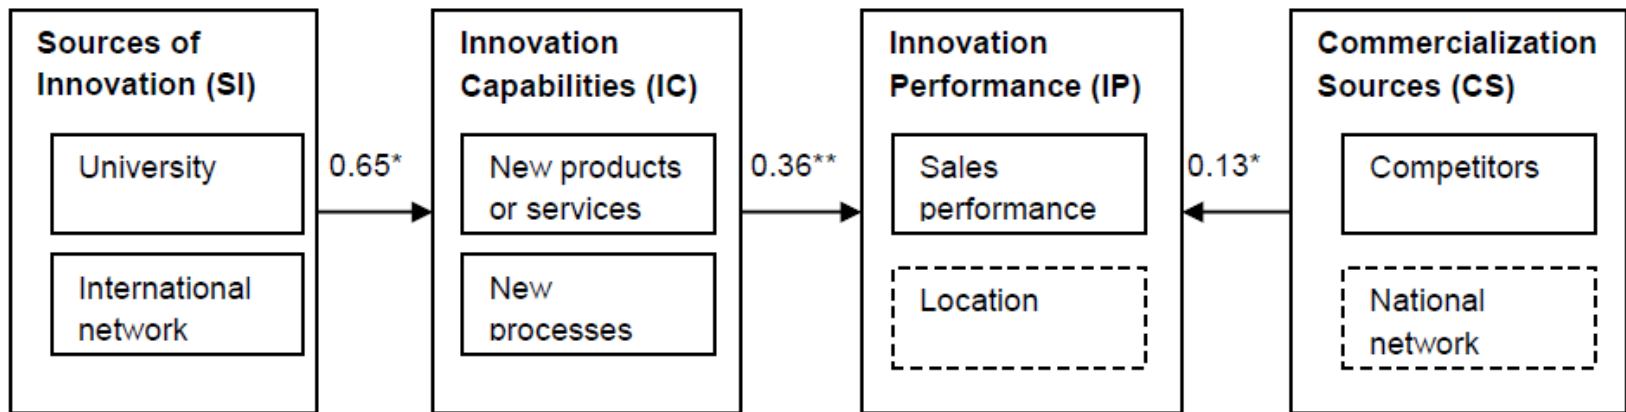 Sources of
Innovation (SI)
University
International
network
0.65*
Innovation
Capabilities (IC)
New products
or services
New
processes
0.36**
Innovation
Performance (IP)
Sales
performance
Location
0.13*
Commercialization
Sources (CS)
Competitors
National
network